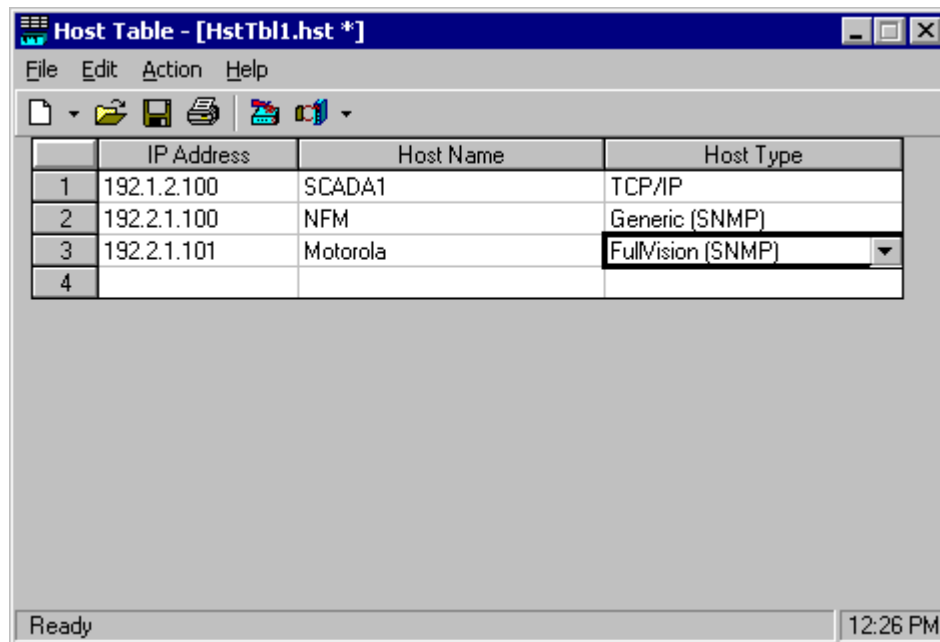 Host Table - [HstTbl1.hst *]
File Edit Action Help
IP Address Host Name Host Type
1 192.1.2.100 SCADA1 TCP/IP
2 192.2.1.100 NFM Generic (SNMP)
3 192.2.1.101 Motorola FullVision (SNMP)
4
Ready 12:26 PM